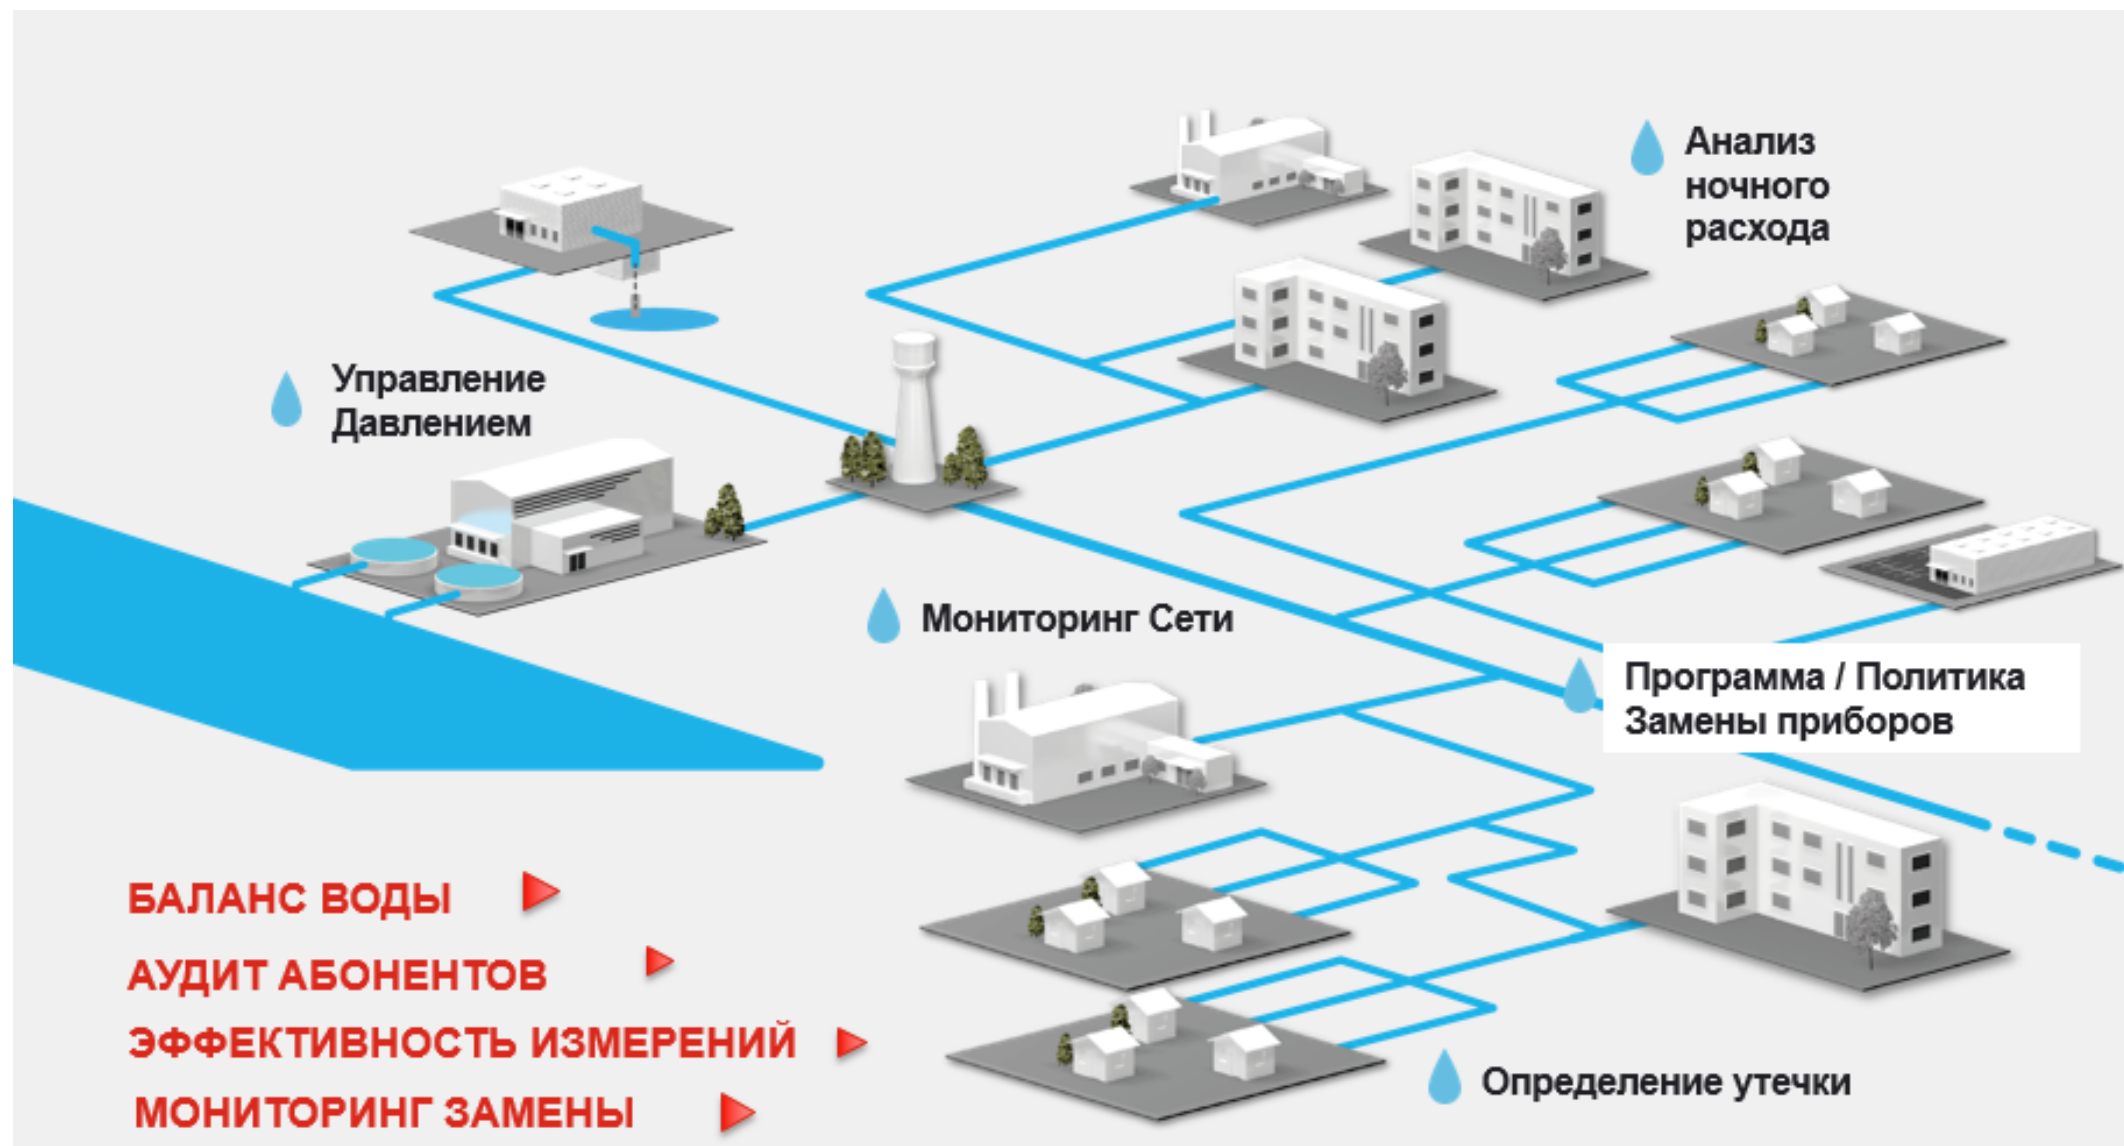 Анализ
ночного
расхода
Управление
Давлением
Мониторинг Сети
Программа / Политика
Замены приборов
БАЛАНС ВОДЫ
АУДИТ АБОНЕНТОВ
ЭФФЕКТИВНОСТЬ ИЗМЕРЕНИЙ
МОНИТОРИНГ ЗАМЕНЫ
Определение утечки